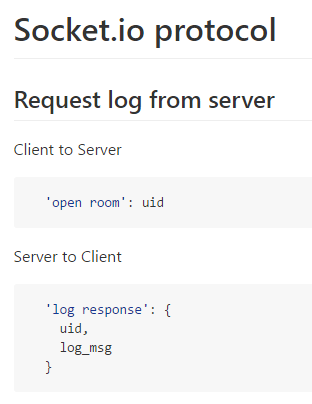 Socket.io protocol
Request log from server
Client to Server
'open room': uid
Server to Client
'log response': {
uid,
log_msg
}